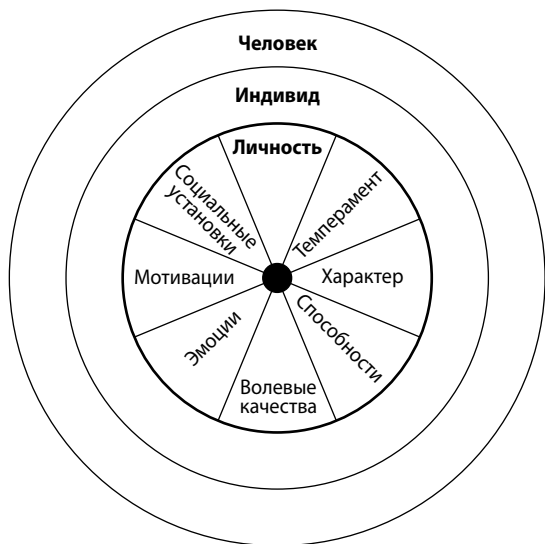 Человек
Индивид
Личность
Социальные
установки
Темперамент
Мотивации
Характер
Эмоции
Способности
Волевые
качества